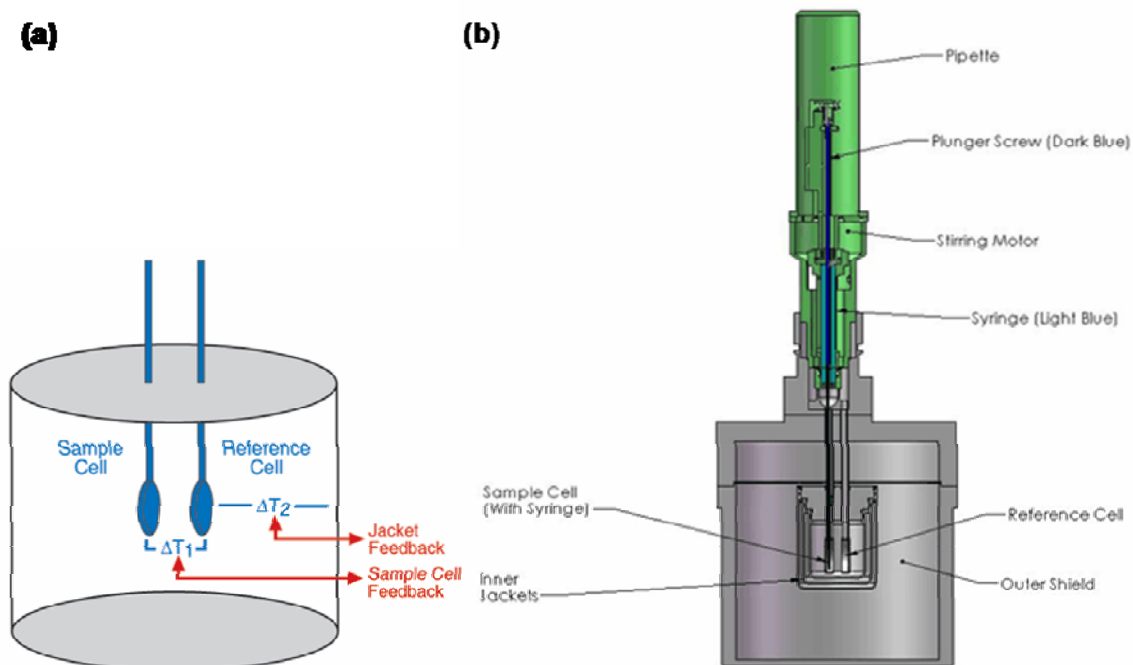 (a)
Sample
Cell
Reference
Cell
ΔT2
ΔT1
Jacket
Feedback
Sample Cell
Feedback
(b)
Pipette
Plunger Screw (Dark Blue)
Stirring Motor
Syringe (Light Blue)
Sample Cell
(With Syringe)
Reference Cell
Inner
Jackets
Outer Shield